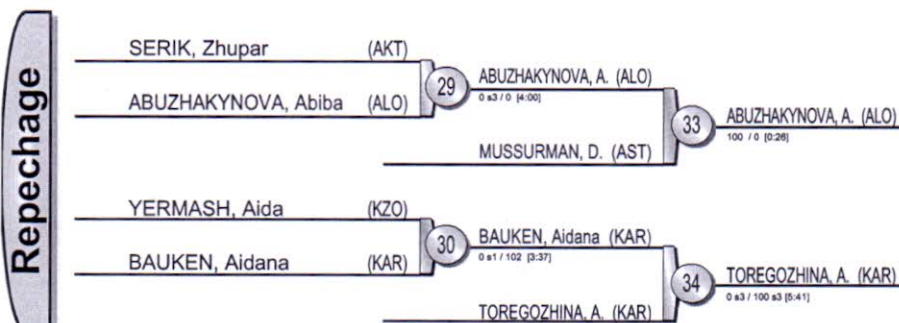 Repechage
SERIK, Zhupar (AKT)
ABUZHAKYNOVA, Abiba (ALO)
29
ABUZHAKYNOVA, A. (ALO)
0 s3 / 0 [4:00]
MUSSURMAN, D. (AST)
33
ABUZHAKYNOVA, A. (ALO)
100 / 0 [0:26]
YERMASH, Aida (KZO)
BAUKEN, Aidana (KAR)
30
BAUKEN, Aidana (KAR)
0 s1 / 102 [3:37]
TOREGOZHINA, A. (KAR)
34
TOREGOZHINA, A. (KAR)
0 s3 / 100 s3 [5:41]